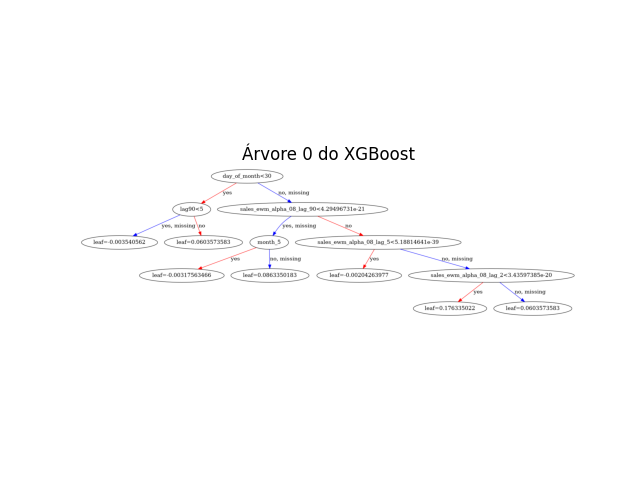 Árvore 0 do XGBoost
day_of_month<30
yes
no, missing
lag90<5
sales_ewm_alpha_08_lag_90<4.29496731e-21
yes, missing
no
yes, missing
no
leaf=-0.003540562
leaf=0.0603573583
month_5
sales_ewm_alpha_08_lag_5<5.18814641e-39
yes
no, missing
yes
no, missing
leaf=-0.00317563466
leaf=0.0863350183
leaf=-0.00204263977
sales_ewm_alpha_08_lag_2<3.43597385e-20
yes
no, missing
leaf=0.176335022
leaf=0.0603573583